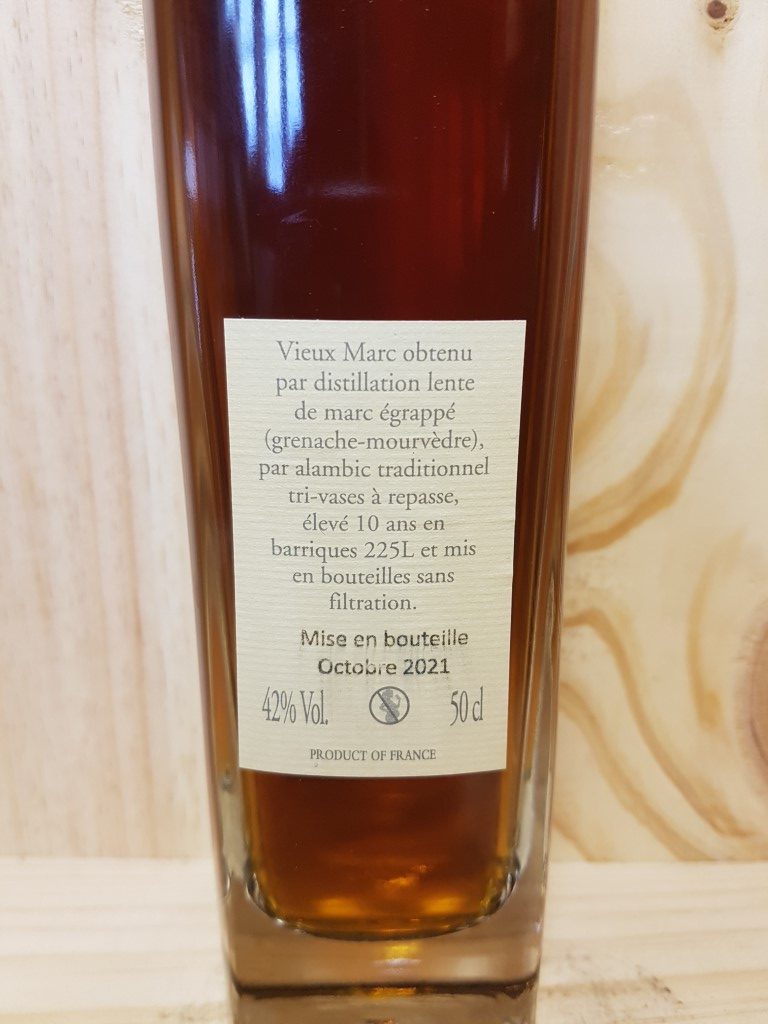 Vieux Marc obtenu
par distillation lente
de marc égrappé
(grenache-mourvèdre),
par alambic traditionnel
tri-vases à repasse,
élevé 10 ans en
barriques 225L et mis
en bouteilles sans
filtration.
Mise en bouteille
Octobre 2021
42% Vol. 50 cl
PRODUCT OF FRANCE